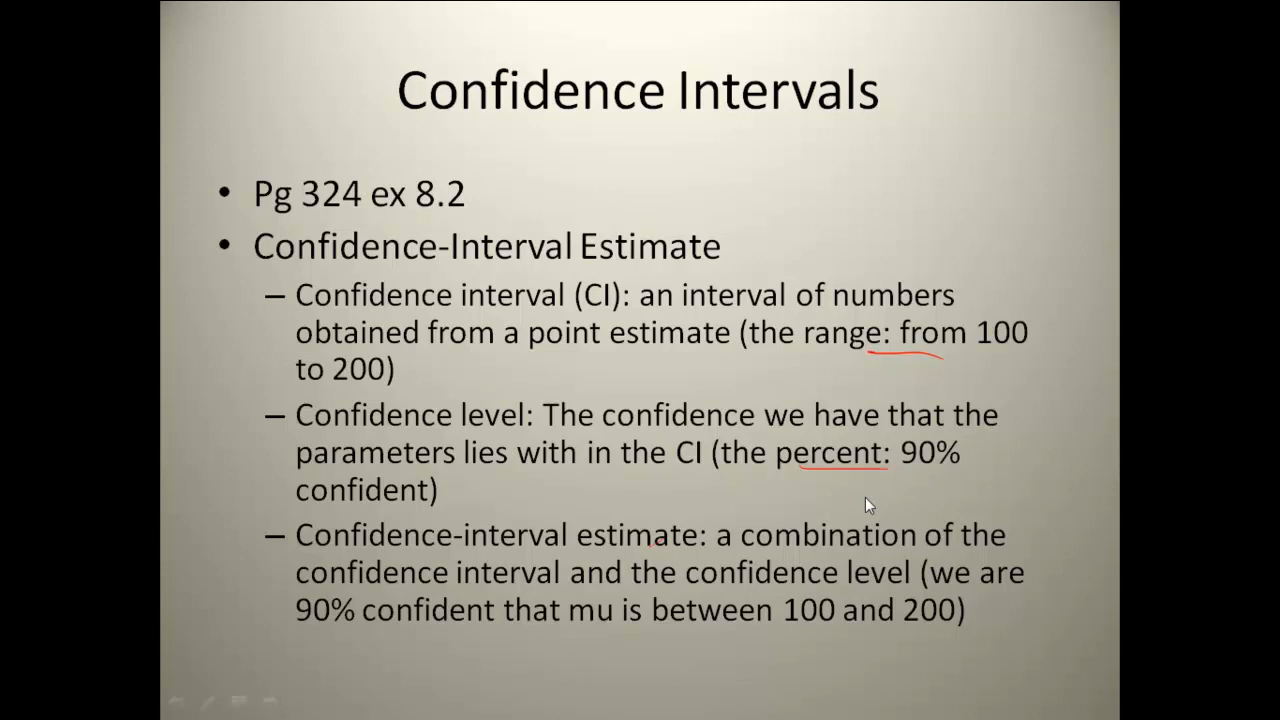 Confidence Intervals
• Pg 324 ex 8.2
• Confidence-Interval Estimate
– Confidence interval (CI): an interval of numbers
obtained from a point estimate (the range: from 100
to 200)
– Confidence level: The confidence we have that the
parameters lies with in the CI (the percent: 90%
confident)
– Confidence-interval estimate: a combination of the
confidence interval and the confidence level (we are
90% confident that mu is between 100 and 200)